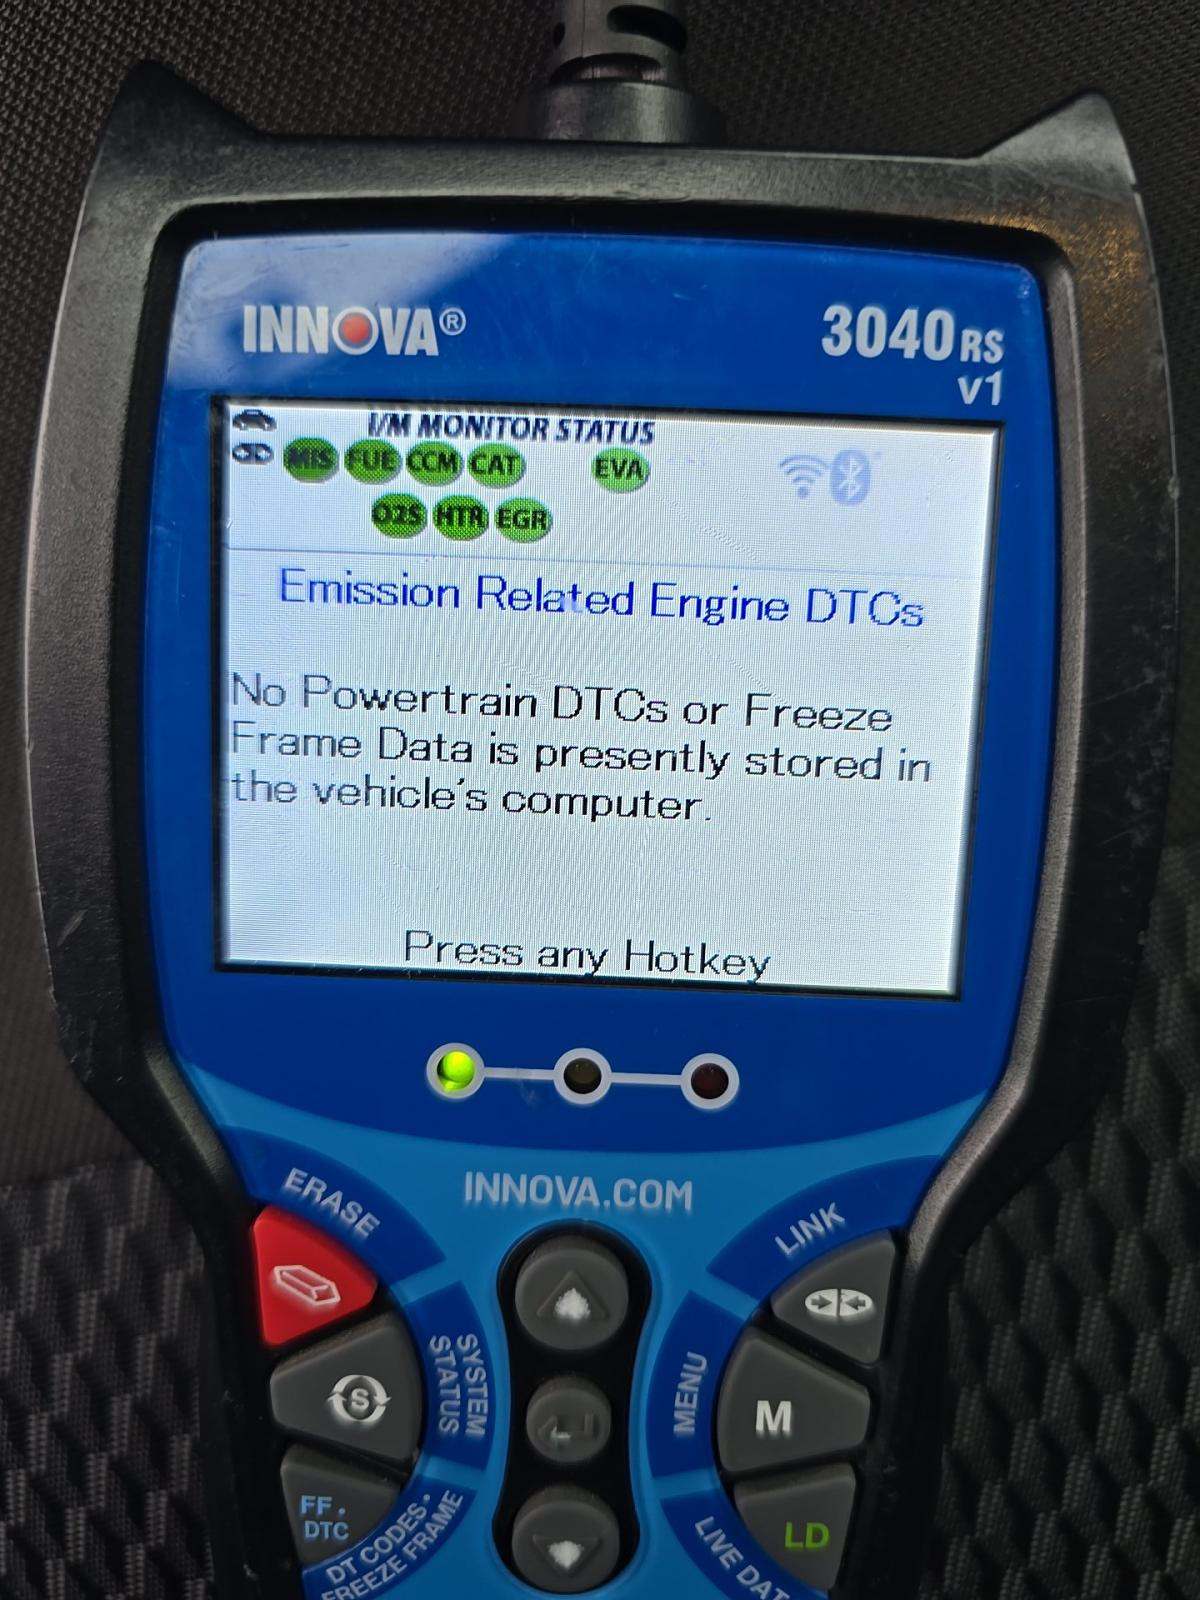 INNOVA®
3040RS
v1
I/M MONITOR STATUS
MIS FUE CCM CAT EVA
O2S HTR EGR
Emission Related Engine DTCs
No Powertrain DTCs or Freeze
Frame Data is presently stored in
the vehicle's computer.
Press any Hotkey
INNOVA.COM
ERASE
LINK
S
SYSTEM
STATUS
MENU
M
FF.
DTC
DT CODES•
FREEZE FRAME
LD
LIVE DAT